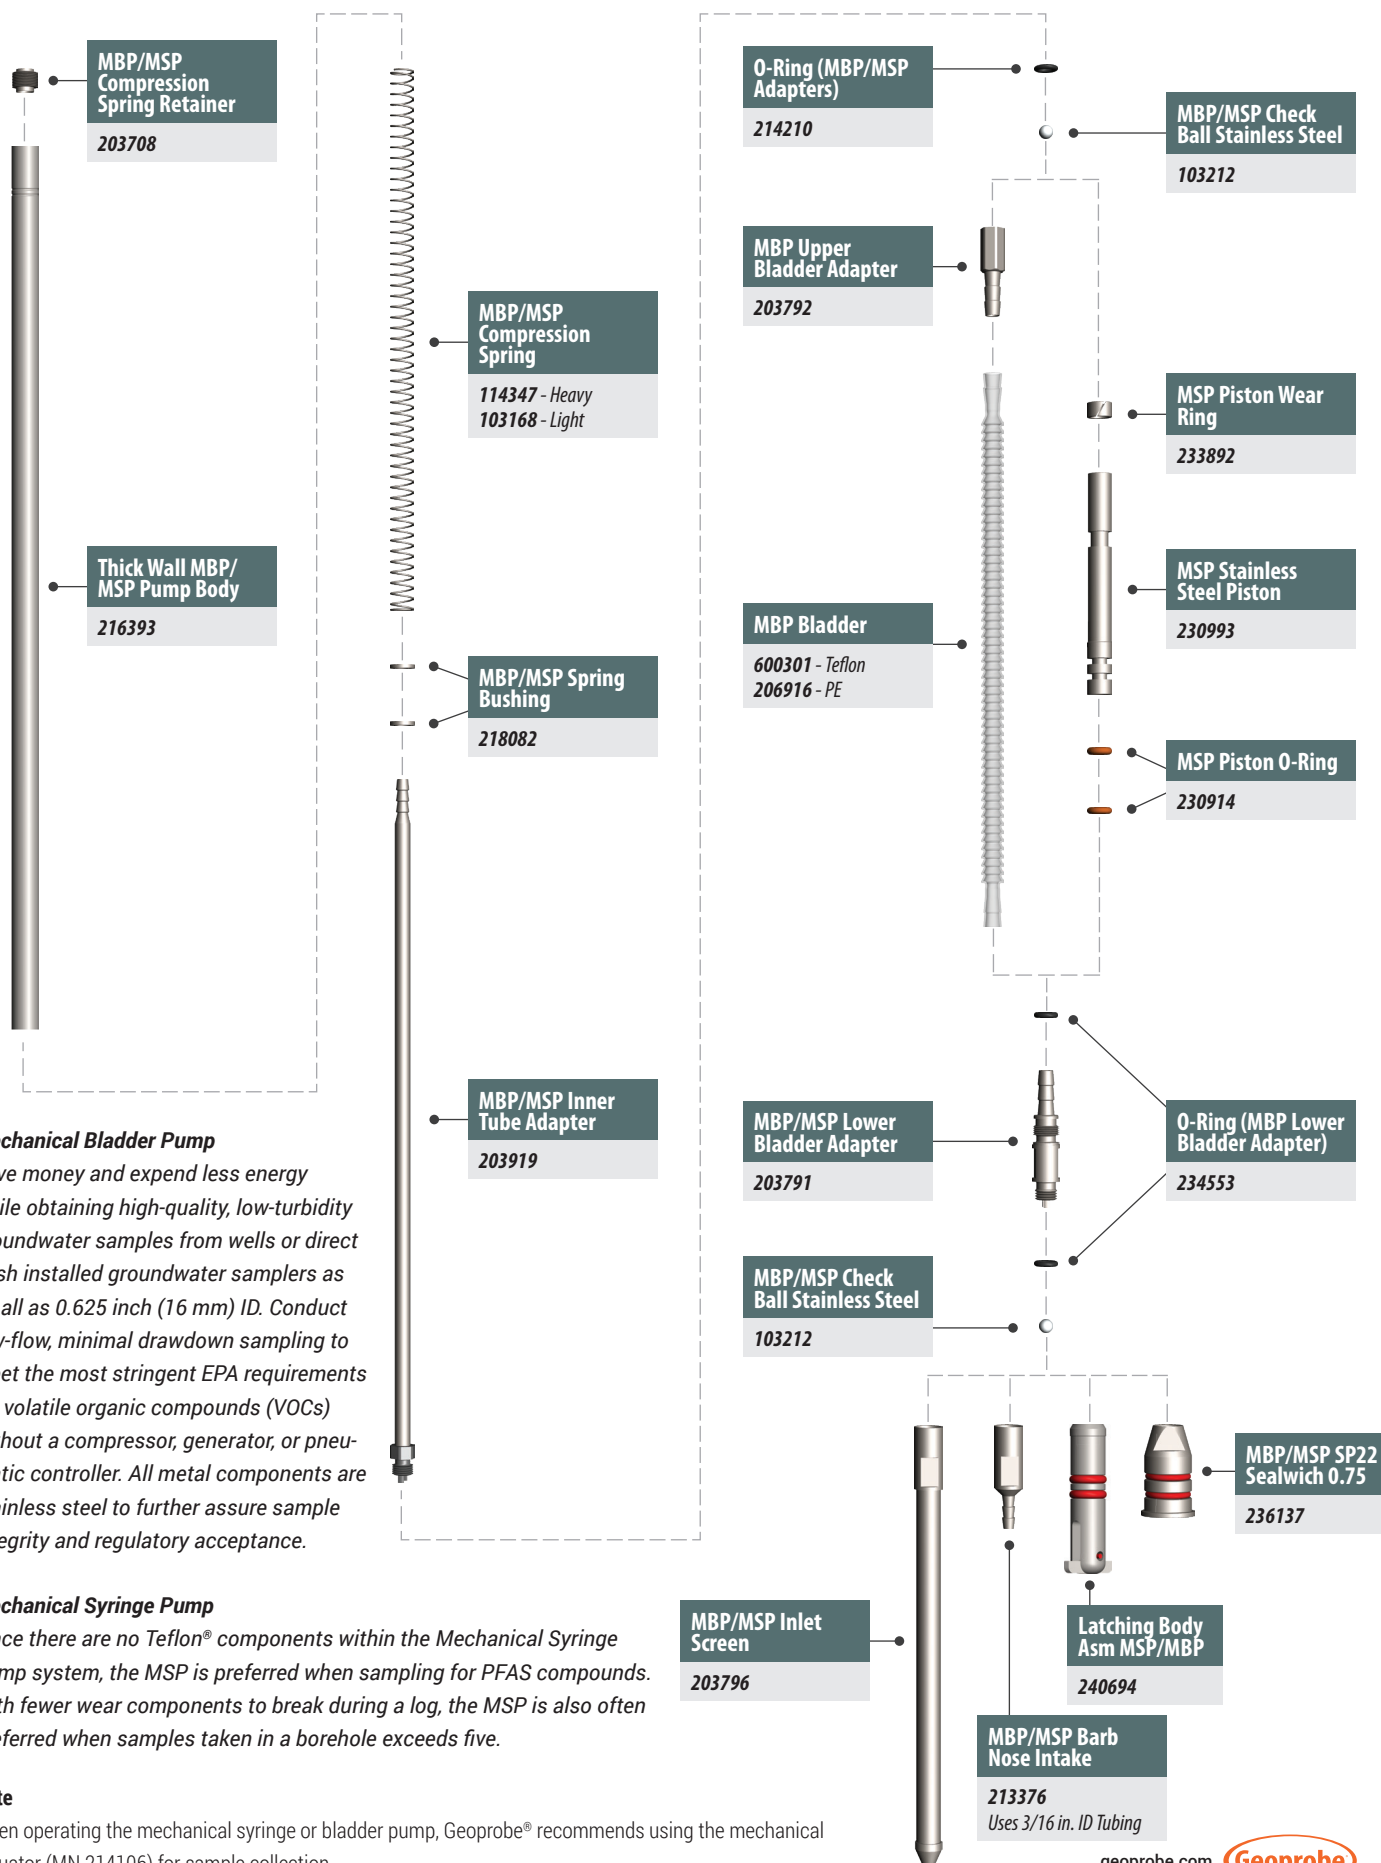 MBP/MSP
Compression
Spring Retainer
203708
Thick Wall MBP/
MSP Pump Body
216393
MBP/MSP
Compression
Spring
114347 - Heavy
103168 - Light
MBP/MSP Spring
Bushing
218082
MBP/MSP Inner
Tube Adapter
203919
O-Ring (MBP/MSP
Adapters)
214210
MBP/MSP Check
Ball Stainless Steel
103212
MBP Upper
Bladder Adapter
203792
MSP Piston Wear
Ring
233892
MSP Stainless
Steel Piston
230993
MBP Bladder
600301 - Teflon
206916 - PE
MSP Piston O-Ring
230914
MBP/MSP Lower
Bladder Adapter
203791
O-Ring (MBP Lower
Bladder Adapter)
234553
MBP/MSP Check
Ball Stainless Steel
103212
MBP/MSP SP22
Sealwich 0.75
236137
MBP/MSP Inlet
Screen
203796
Latching Body
Asm MSP/MBP
240694
MBP/MSP Barb
Nose Intake
213376
Uses 3/16 in. ID Tubing
chanical Bladder Pump
ve money and expend less energy
ile obtaining high-quality, low-turbidity
oundwater samples from wells or direct
sh installed groundwater samplers as
all as 0.625 inch (16 mm) ID. Conduct
w-flow, minimal drawdown sampling to
et the most stringent EPA requirements
volatile organic compounds (VOCs)
thout a compressor, generator, or pneu-
tic controller. All metal components are
inless steel to further assure sample
egrity and regulatory acceptance.
chanical Syringe Pump
ce there are no Teflon® components within the Mechanical Syringe
mp system, the MSP is preferred when sampling for PFAS compounds.
th fewer wear components to break during a log, the MSP is also often
eferred when samples taken in a borehole exceeds five.
te
en operating the mechanical syringe or bladder pump, Geoprobe® recommends using the mechanical
uator (MN 214106) for sample collection
geoprobe.com
Geoprobe